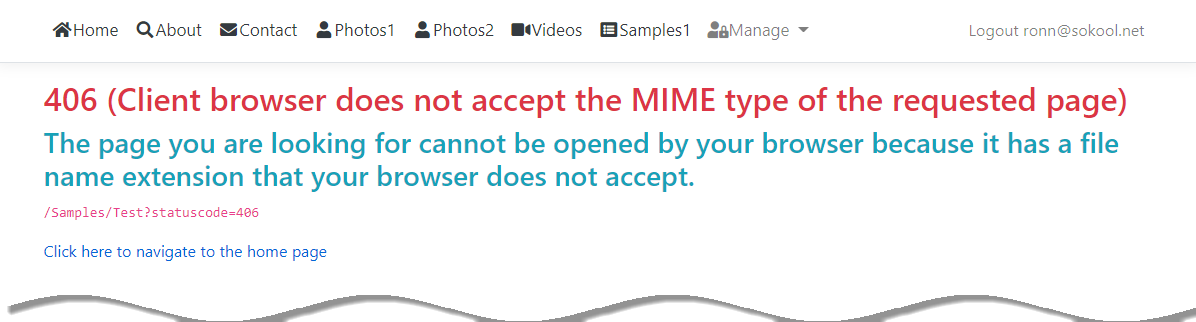 Home About Contact Photos1 Photos2 Videos Samples1 Manage Logout ronn@sokool.net
406 (Client browser does not accept the MIME type of the requested page)
The page you are looking for cannot be opened by your browser because it has a file
name extension that your browser does not accept.
/Samples/Test?statuscode=406
Click here to navigate to the home page